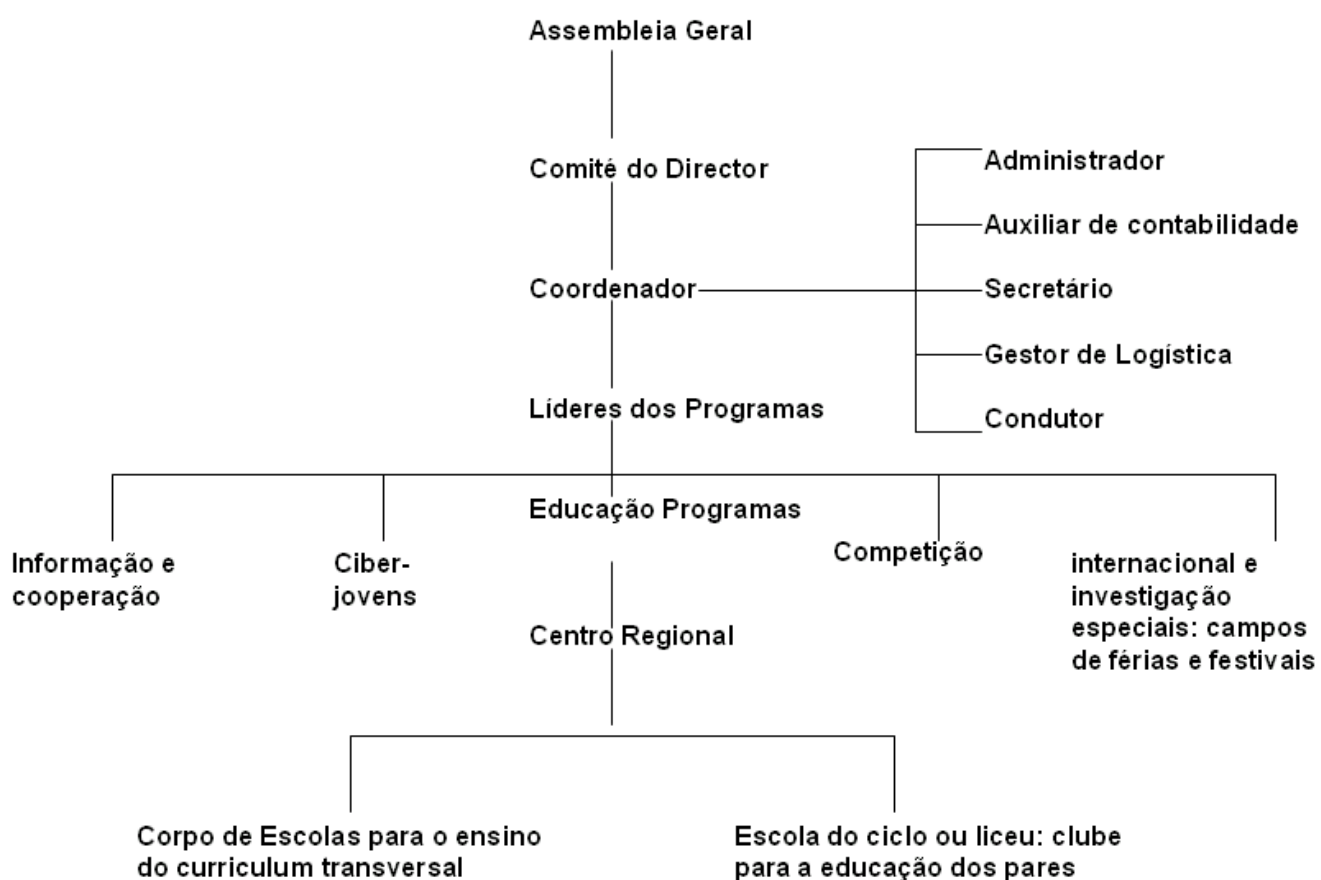 Assembleia Geral
Comité do Director
Administrador
Auxiliar de contabilidade
Coordenador
Secretário
Gestor de Logística
Líderes dos Programas
Condutor
Educação Programas
Informação e
cooperação
Ciber-
jovens
Competição
internacional e
investigação
especiais: campos
de férias e festivais
Centro Regional
Corpo de Escolas para o ensino
do curriculum transversal
Escola do ciclo ou liceu: clube
para a educação dos pares